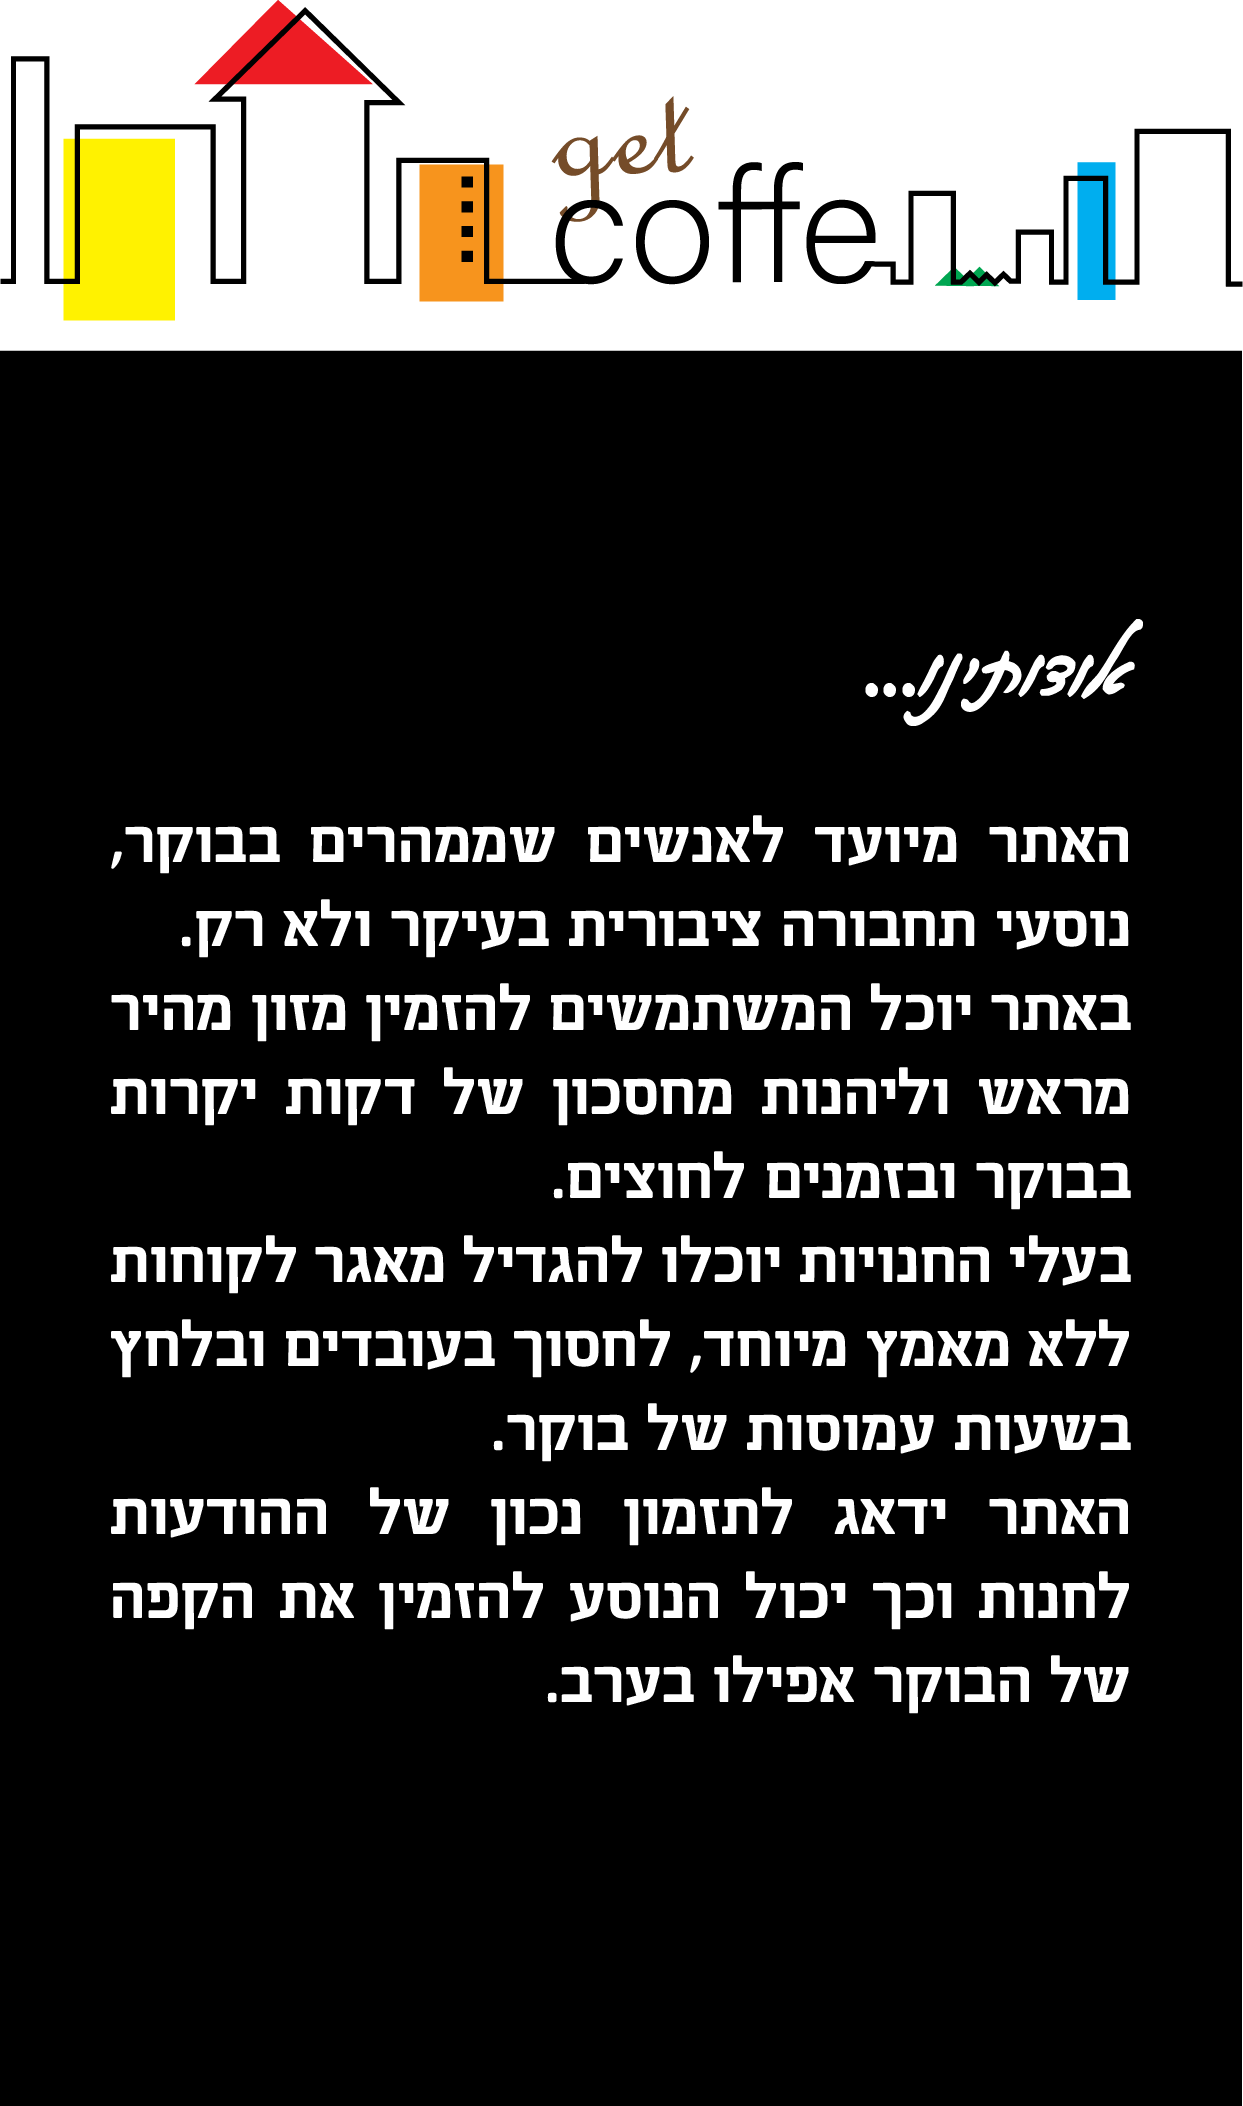 get
coffe
אודותינו...
האתר מיועד לאנשים שממהרים בבוקר,
נוסעי תחבורה ציבורית בעיקר ולא רק.
באתר יוכל המשתמשים להזמין מזון מהיר
מראש וליהנות מחסכון של דקות יקרות
בבוקר ובזמנים לחוצים.
בעלי החנויות יוכלו להגדיל מאגר לקוחות
ללא מאמץ מיוחד, לחסוך בעובדים ובלחץ
בשעות עמוסות של בוקר.
האתר ידאג לתזמון נכון של ההודעות
לחנות וכך יכול הנוסע להזמין את הקפה
של הבוקר אפילו בערב.